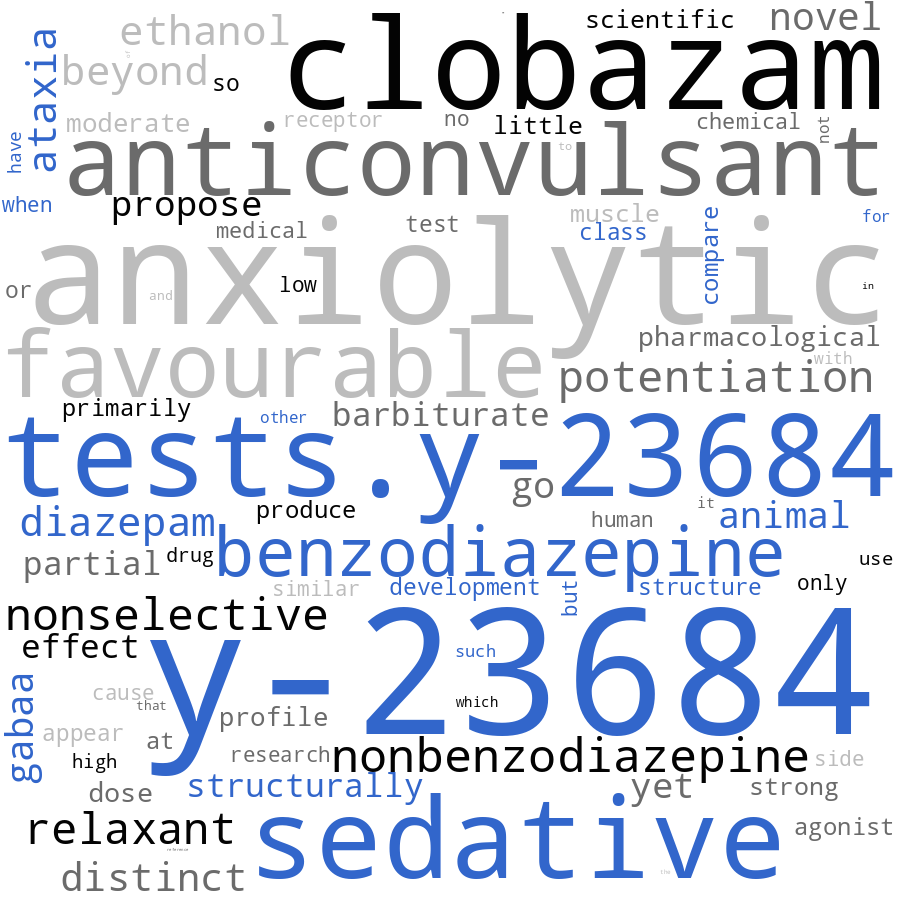 scientific novel
ethanol
clobazam
beyond
so
ataxia
moderate receptor no little chemical not
have
anticonvulsant
to
when propose
muscle
for
medical test class compare
anxiolytic
or and low in
pharmacological
favourable
with
potentiation
primarily other barbiturate
tests.y-23684
go
diazepam produce human it animal
benzodiazepine
partial drug use
similar development but structure only
nonselective
y-23684
effect such
gabaa
cause that which
profile
appear at
research
nonbenzodiazepine
high side
structurally
dose yet strong
relaxant
sedative
agonist
reference
the
distinct